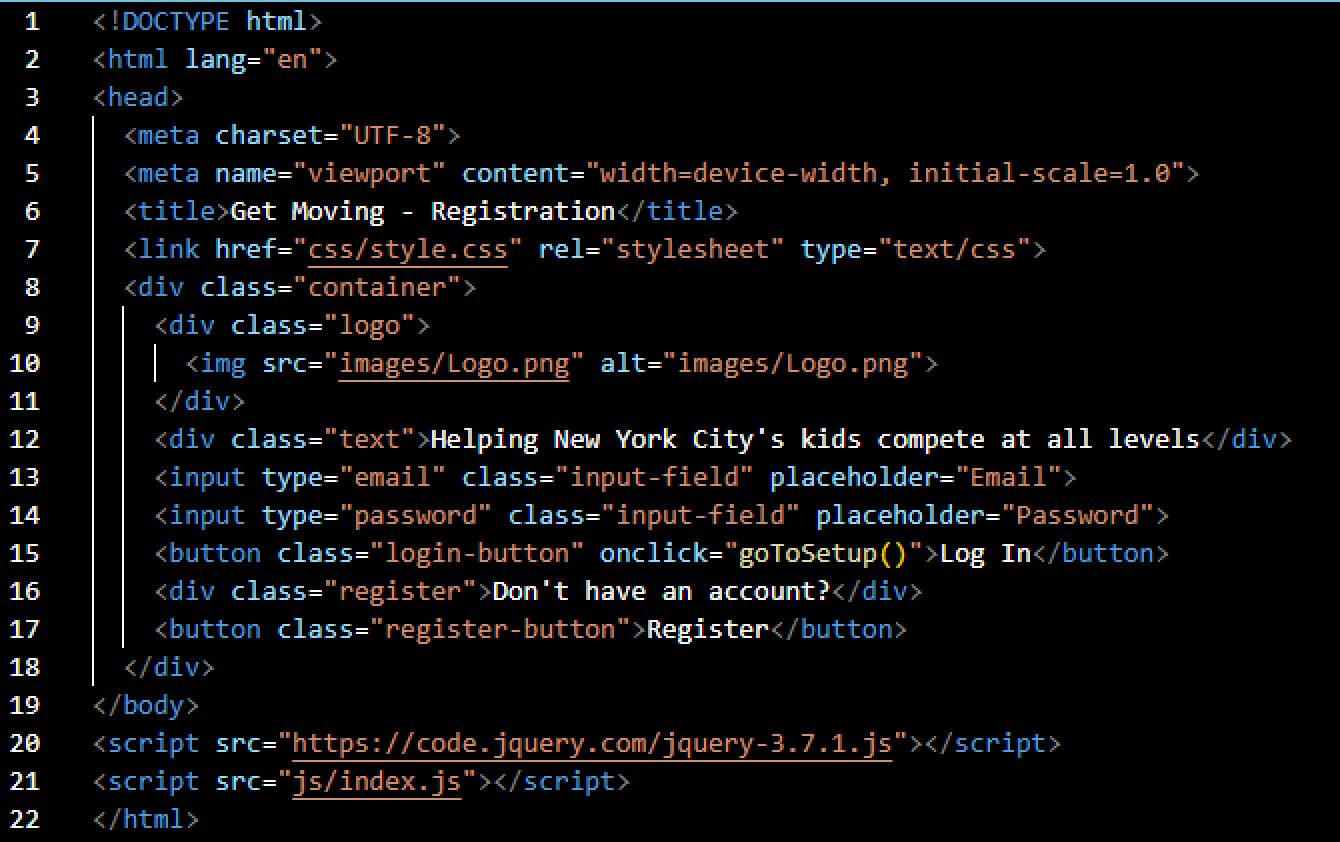 1 <!DOCTYPE html>
2 <html lang="en">
3 <head>
4 <meta charset="UTF-8">
5 <meta name="viewport" content="width=device-width, initial-scale=1.0">
6 <title>Get Moving - Registration</title>
7 <link href="css/style.css" rel="stylesheet" type="text/css">
8 <div class="container">
9 <div class="logo">
10 <img src="images/Logo.png" alt="images/Logo.png">
11 </div>
12 <div class="text">Helping New York City's kids compete at all levels</div>
13 <input type="email" class="input-field" placeholder="Email">
14 <input type="password" class="input-field" placeholder="Password">
15 <button class="login-button" onclick="goToSetup()">Log In</button>
16 <div class="register">Don't have an account?</div>
17 <button class="register-button">Register</button>
18 </div>
19 </body>
20 <script src="https://code.jquery.com/jquery-3.7.1.js"></script>
21 <script src="js/index.js"></script>
22 </html>